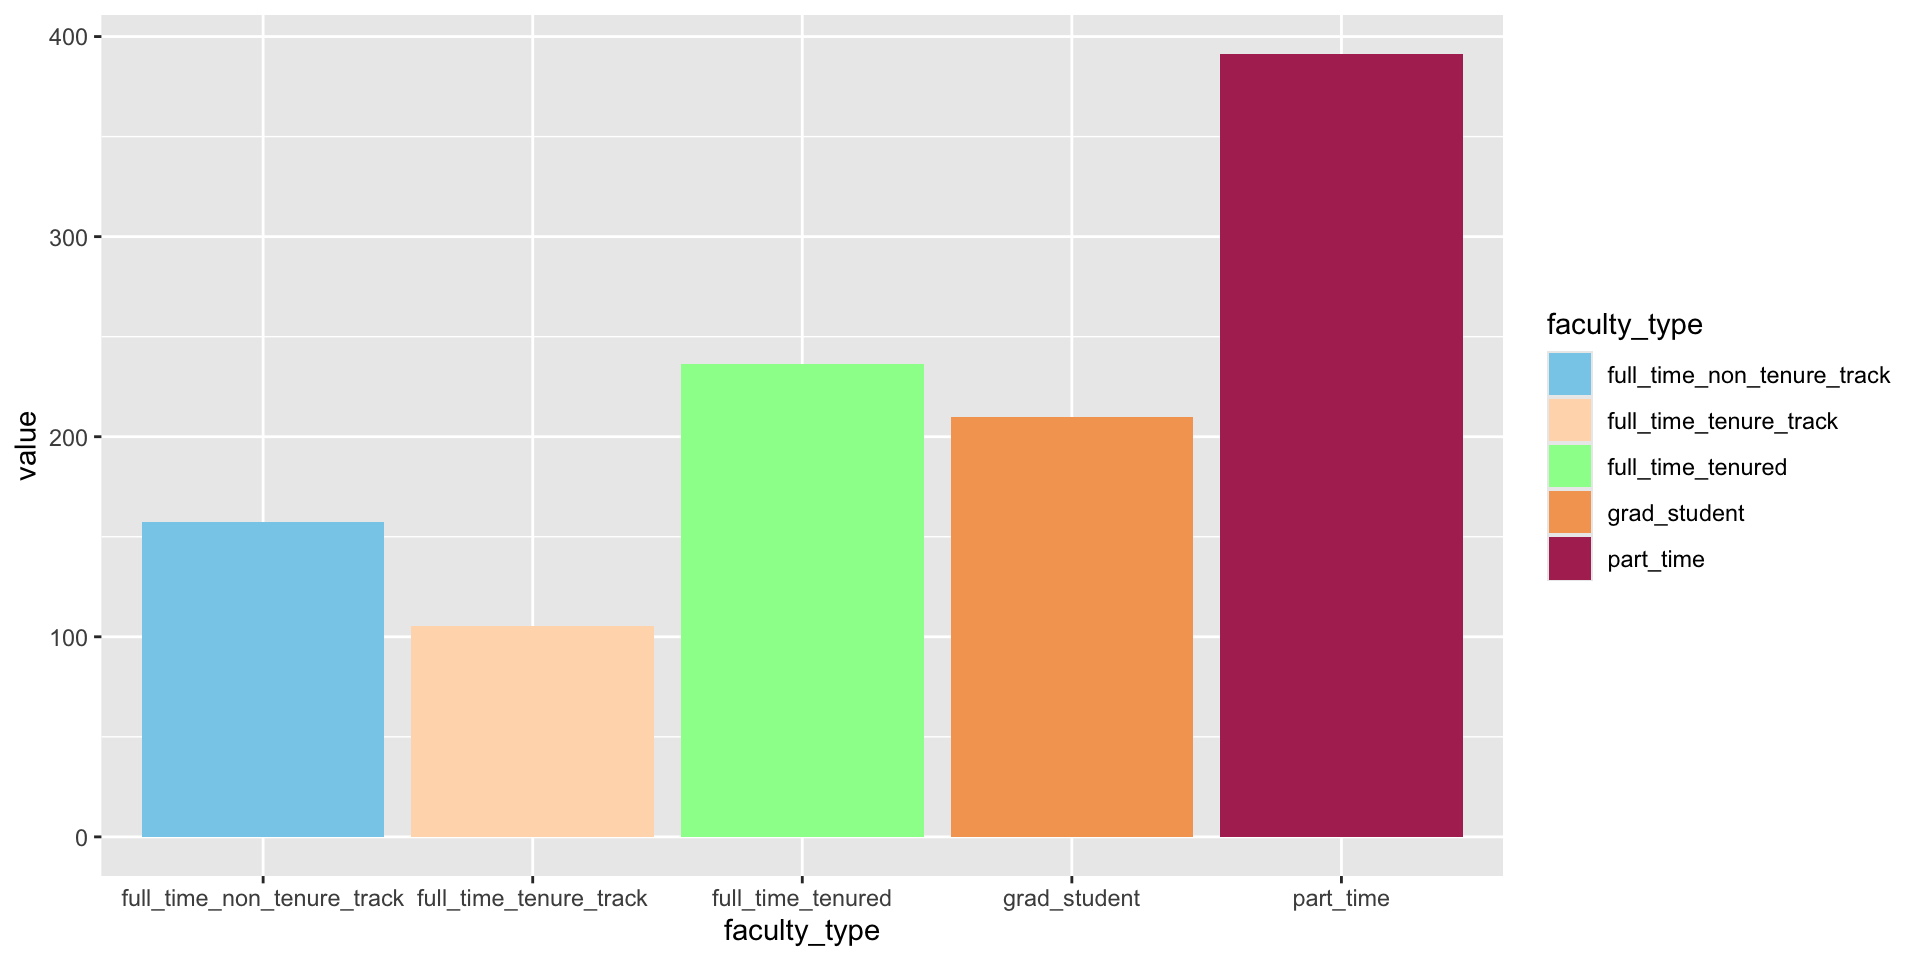 400
300
200
100
0
value
full_time_non_tenure_track full_time_tenure_track full_time_tenured grad_student part_time
faculty_type
faculty_type
full_time_non_tenure_track
full_time_tenure_track
full_time_tenured
grad_student
part_time